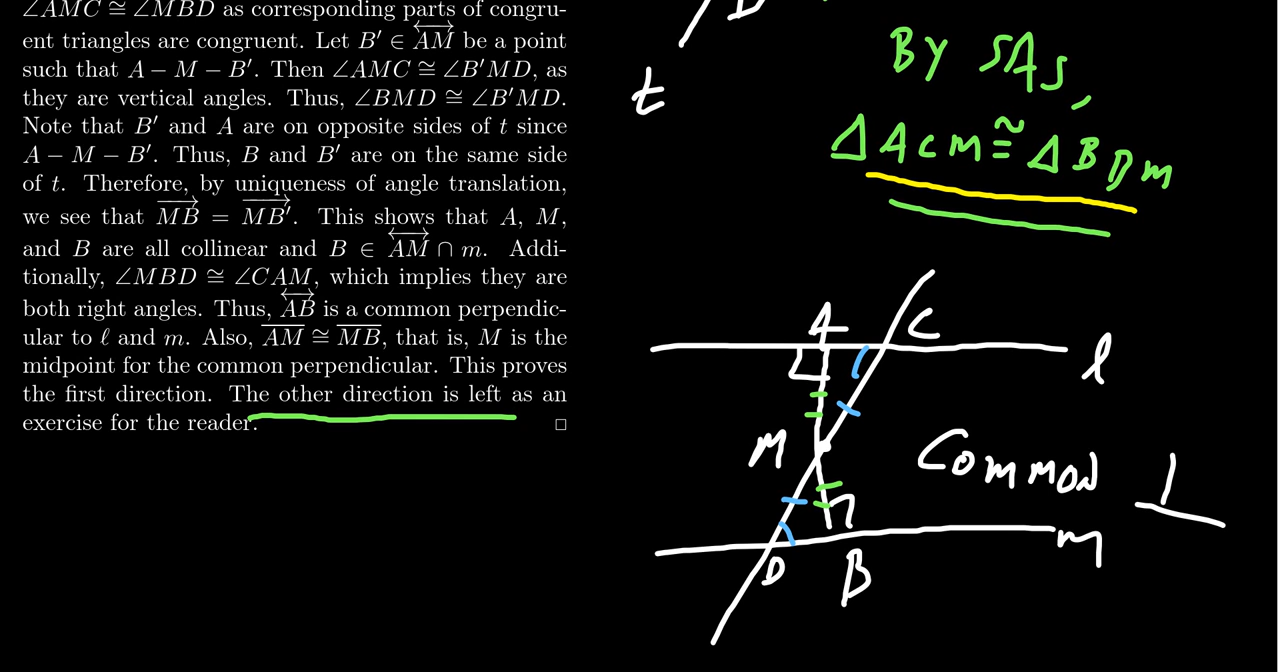 ∠AMC ≅ ∠MBD as corresponding parts of congru-
ent triangles are congruent. Let B′ ∈ AM be a point
such that A − M − B′. Then ∠AMC ≅ ∠B′MD, as
they are vertical angles. Thus, ∠BMD ≅ ∠B′MD.
Note that B′ and A are on opposite sides of t since
A − M − B′. Thus, B and B′ are on the same side
of t. Therefore, by uniqueness of angle translation,
we see that MB = MB′. This shows that A, M,
and B are all collinear and B ∈ AM ∩ m. Addi-
tionally, ∠MBD ≅ ∠CAM, which implies they are
both right angles. Thus, AB is a common perpendic-
ular to ℓ and m. Also, AM ≅ MB, that is, M is the
midpoint for the common perpendicular. This proves
the first direction. The other direction is left as an
exercise for the reader. □
D
t
By SAS,
Δ ACM ≅ Δ BDM
A C
l
M
Common ⊥
m
D B